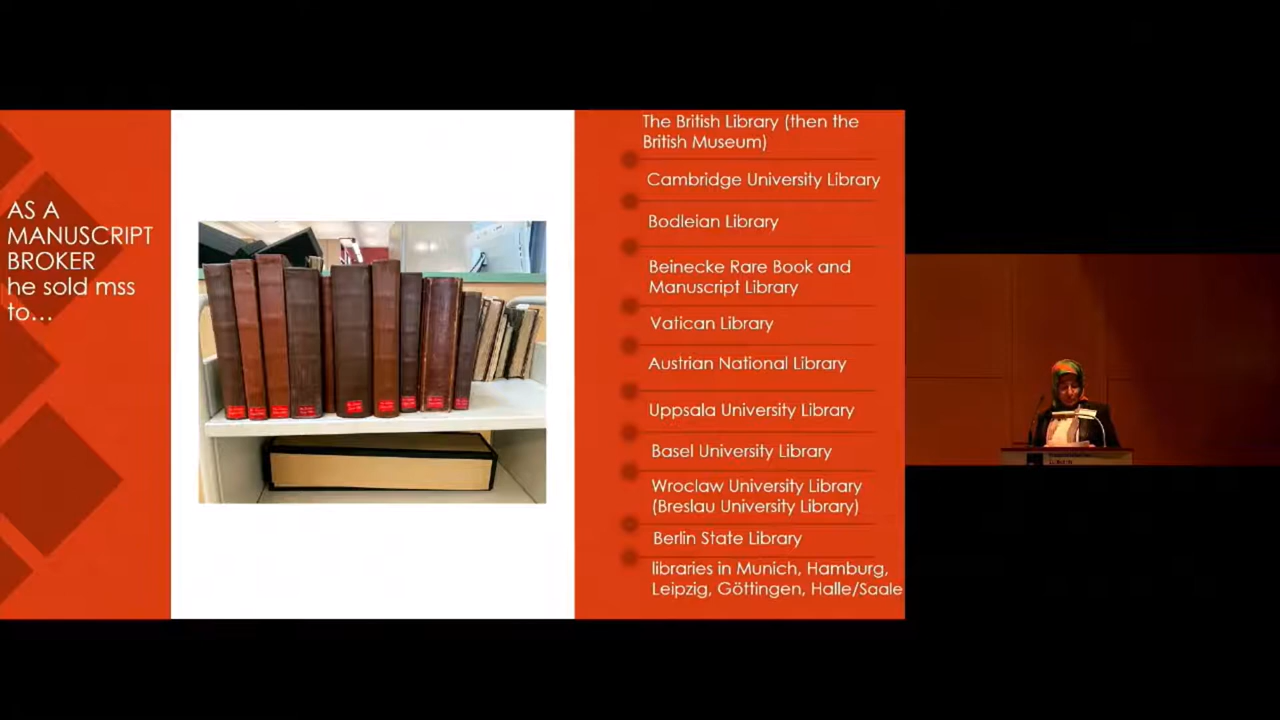 AS A
MANUSCRIPT
BROKER
he sold mss
to...
The British Library (then the
British Museum)
Cambridge University Library
Bodleian Library
Beinecke Rare Book and
Manuscript Library
Vatican Library
Austrian National Library
Uppsala University Library
Basel University Library
Wroclaw University Library
(Breslau University Library)
Berlin State Library
libraries in Munich, Hamburg,
Leipzig, Göttingen, Halle/Saale